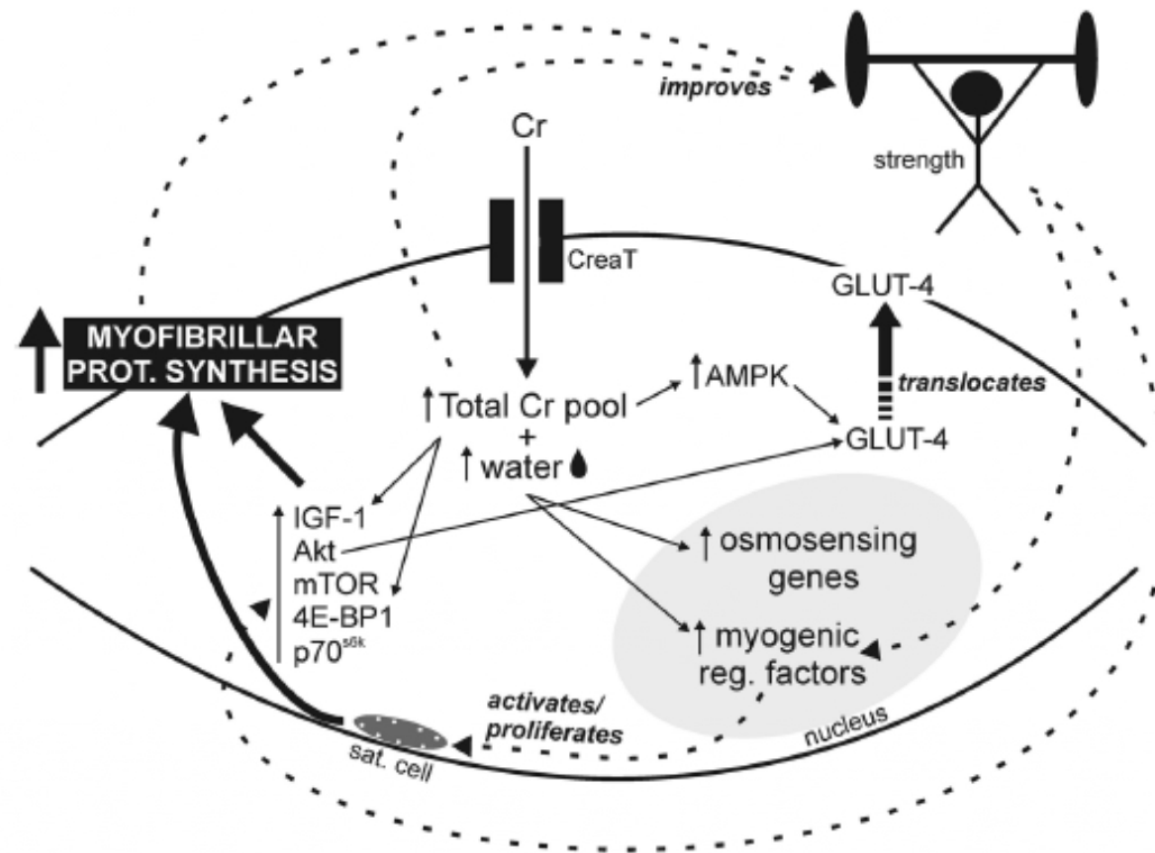 improves
Cr
strength
CreaT
GLUT-4
MYOFIBRILLAR
PROT. SYNTHESIS
↑AMPK
translocates
↑Total Cr pool
+
↑water
GLUT-4
IGF-1
Akt
mTOR
4E-BP1
p70s6k
↑osmosensing
genes
↑myogenic
reg. factors
activates/
proliferates
nucleus
sat. cell